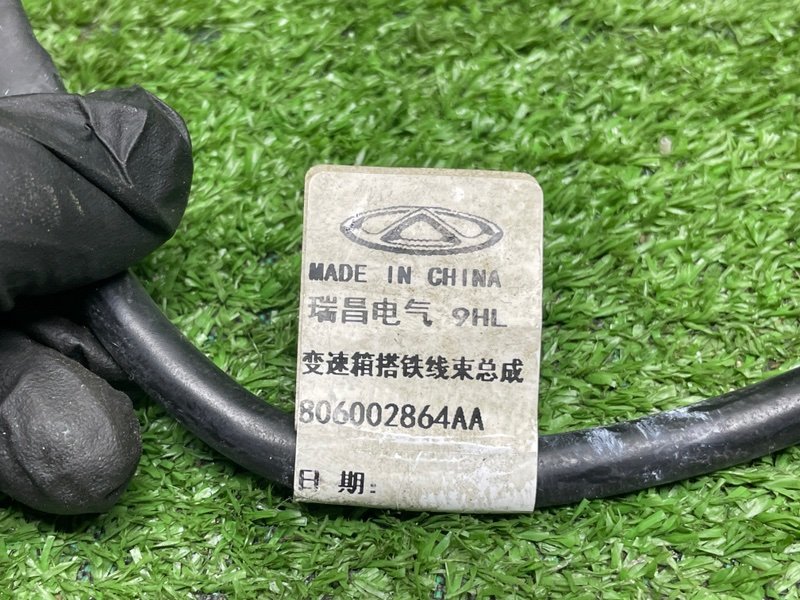 MADE IN CHINA
瑞昌电气 9HL
变速箱搭铁线束总成
806002864AA
日 期: